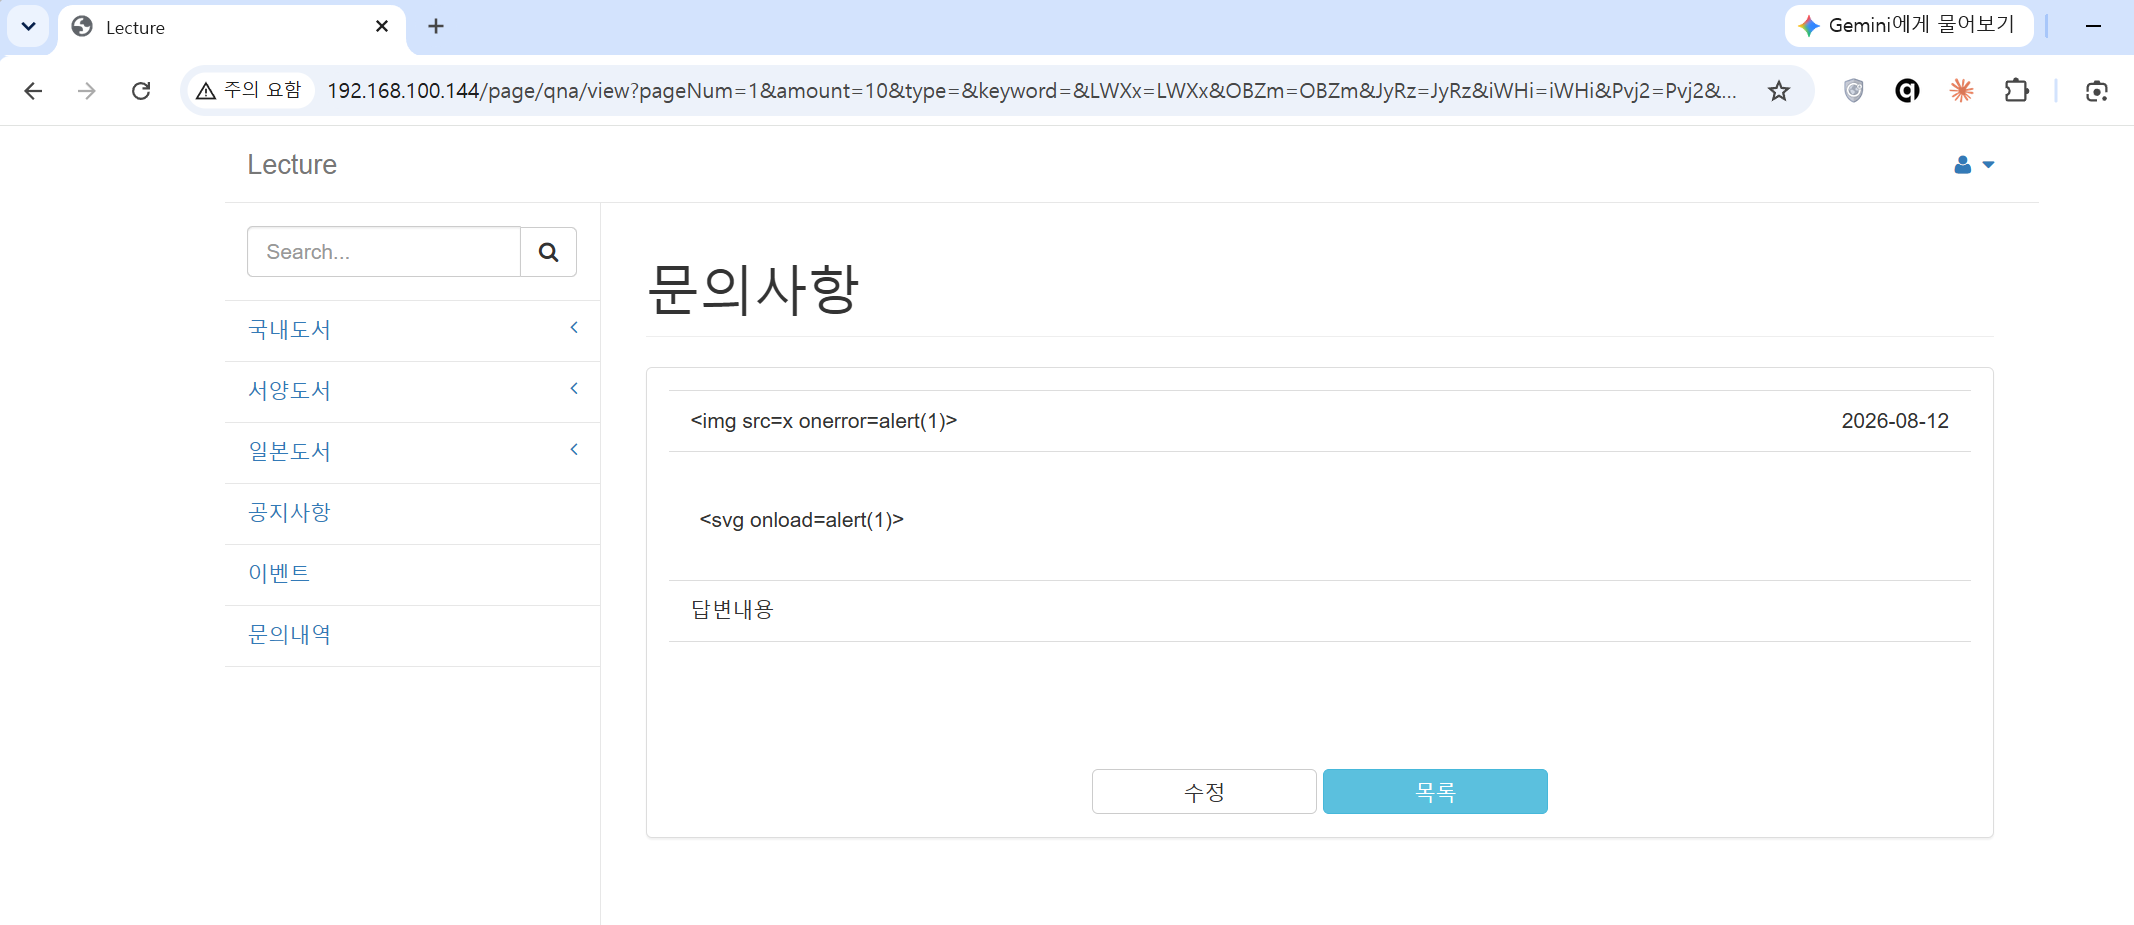 Lecture
Gemini에게 물어보기
주의 요함
192.168.100.144/page/qna/view?pageNum=1&amount=10&type=&keyword=&LWXx=LWXx&OBZm=OBZm&JyRz=JyRz&iWHi=iWHi&Pvj2=Pvj2&...
Lecture
Search...
국내도서
서양도서
일본도서
공지사항
이벤트
문의내역
문의사항
<img src=x onerror=alert(1)> 2026-08-12
<svg onload=alert(1)>
답변내용
수정 목록